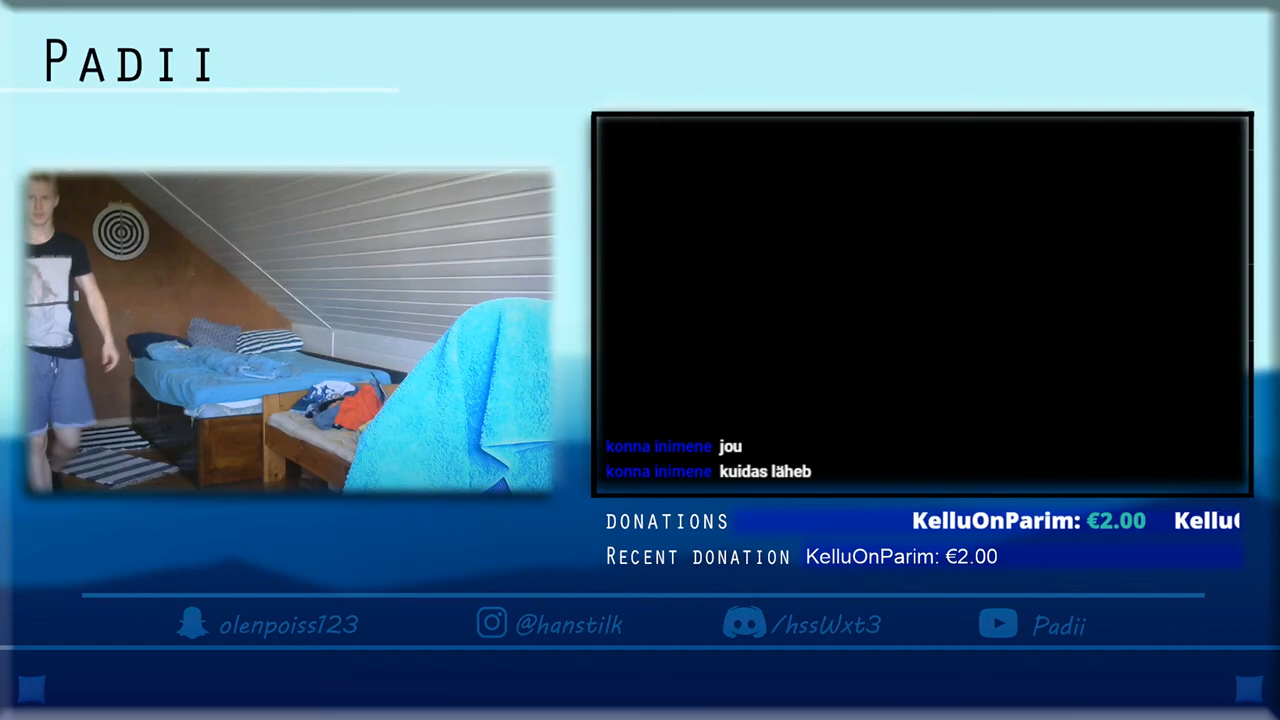 PADII
konna inimene jou
konna inimene kuidas läheb
DONATIONS KelluOnParim: €2.00
RECENT DONATION KelluOnParim: €2.00
olenpoiss123 @hanstilk /hssWxt3 Padii